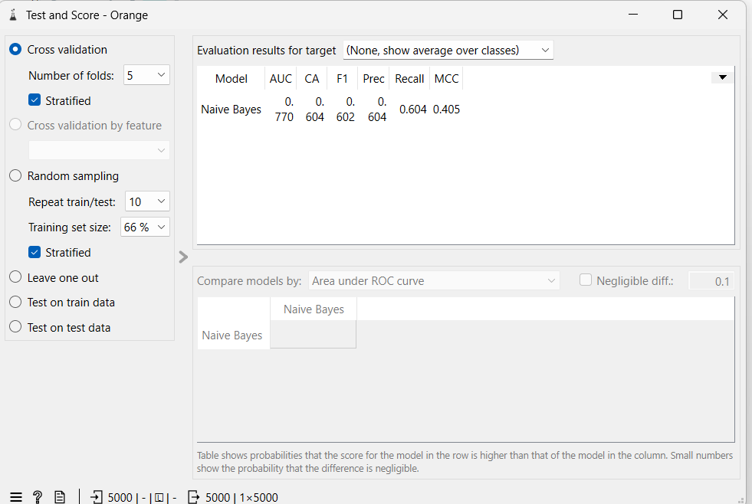 Test and Score - Orange
Cross validation
Number of folds: 5
Stratified
Cross validation by feature
Random sampling
Repeat train/test: 10
Training set size: 66 %
Stratified
Leave one out
Test on train data
Test on test data
Evaluation results for target (None, show average over classes)
Model AUC CA F1 Prec Recall MCC
Naive Bayes 0.770 0.604 0.602 0.604 0.604 0.405
Compare models by: Area under ROC curve Negligible diff.: 0.1
Naive Bayes
Naive Bayes
Table shows probabilities that the score for the model in the row is higher than that of the model in the column. Small numbers
show the probability that the difference is negligible.
5000 | - | - 5000 | 1×5000